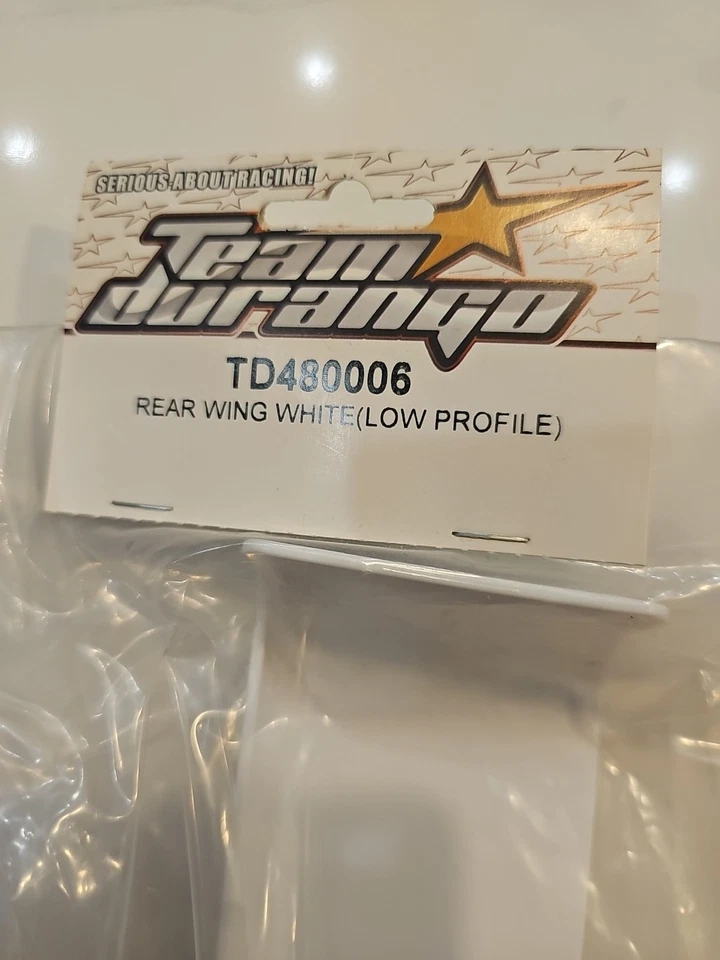 SERIOUS ABOUT RACING!
Team
durango
TD480006
REAR WING WHITE(LOW PROFILE)